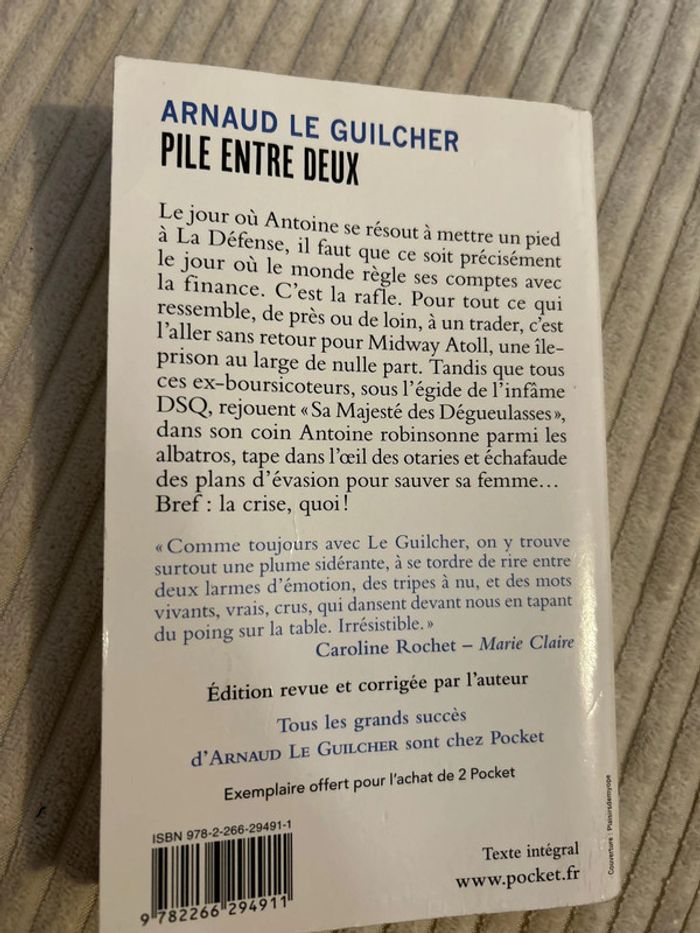 ARNAUD LE GUILCHER
PILE ENTRE DEUX
Le jour où Antoine se résout à mettre un pied
à La Défense, il faut que ce soit précisément
le jour où le monde règle ses comptes avec
la finance. C'est la rafle. Pour tout ce qui
ressemble, de près ou de loin, à un trader, c'est
l'aller sans retour pour Midway Atoll, une île-
prison au large de nulle part. Tandis que tous
ces ex-boursicoteurs, sous l'égide de l'infâme
DSQ, rejouent « Sa Majesté des Dégueulasses »,
dans son coin Antoine robinsonne parmi les
albatros, tape dans l'œil des otaries et échafaude
des plans d'évasion pour sauver sa femme…
Bref : la crise, quoi !
« Comme toujours avec Le Guilcher, on y trouve
surtout une plume sidérante, à se tordre de rire entre
deux larmes d'émotion, des tripes à nu, et des mots
vivants, vrais, crus, qui dansent devant nous en tapant
du poing sur la table. Irrésistible. »
Caroline Rochet – Marie Claire
Édition revue et corrigée par l'auteur
Tous les grands succès
d'ARNAUD LE GUILCHER sont chez Pocket
Exemplaire offert pour l'achat de 2 Pocket
ISBN 978-2-266-29491-1
9 782266 294911
Texte intégral
www.pocket.fr
Couverture : Plaisirsdemyope